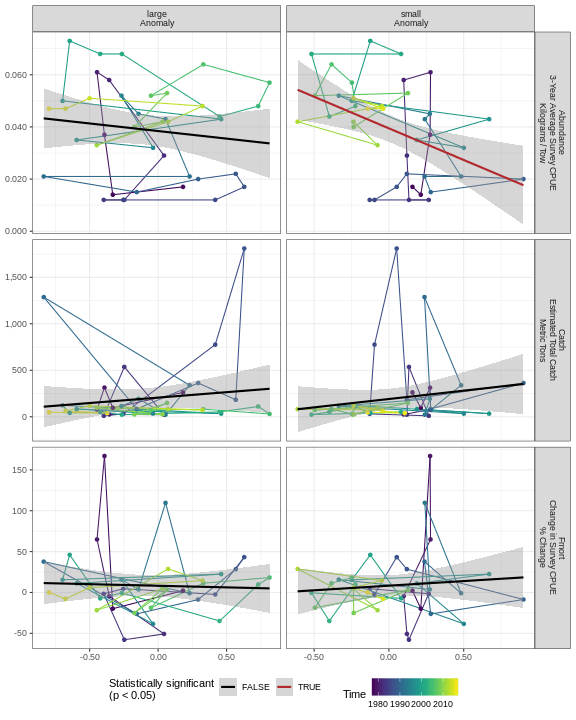 large
Anomaly
small
Anomaly
0.060
0.040
0.020
0.000
Abundance
3-Year Average Survey CPUE
Kilograms / Tow
1,500
1,000
500
0
Catch
Estimated Total Catch
Metric Tons
150
100
50
0
-50
Fmort
Change in Survey CPUE
% Change
-0.50 0.00 0.50
-0.50 0.00 0.50
Statistically significant
(p < 0.05)
FALSE TRUE
Time
1980 1990 2000 2010